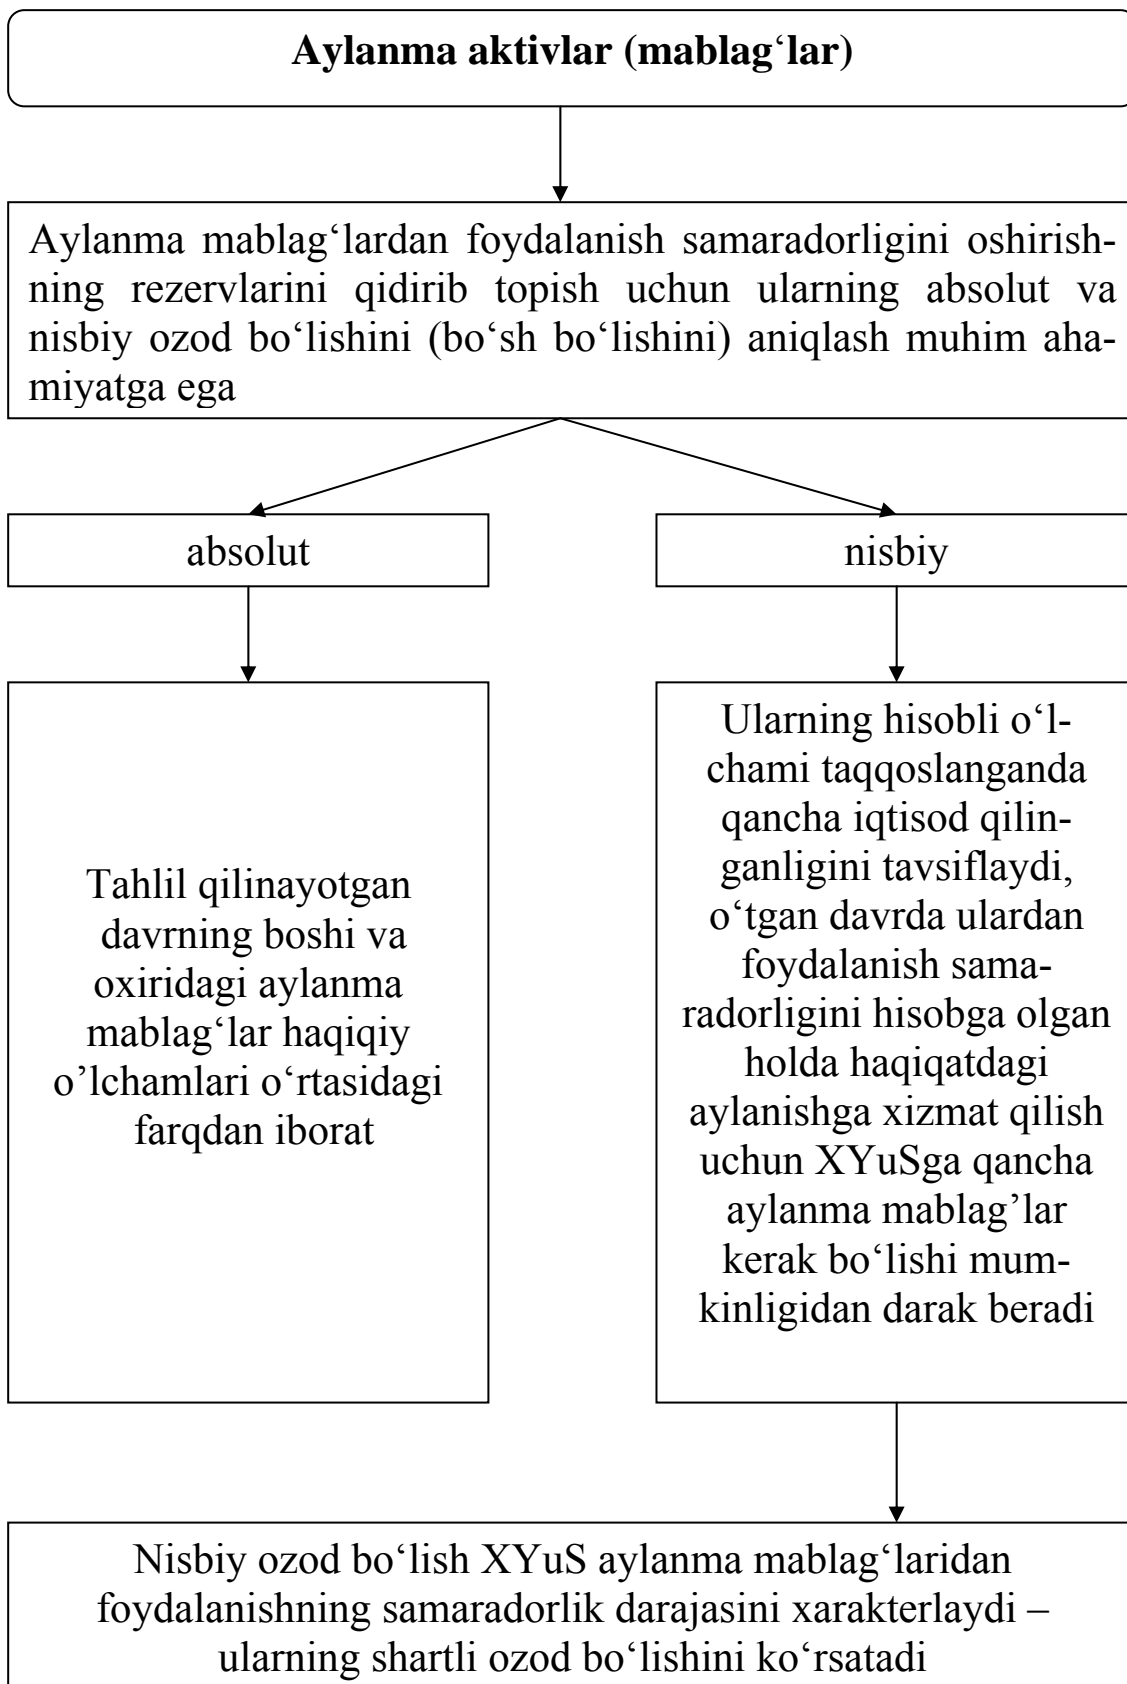 Aylanma aktivlar (mablag‘lar)
Aylanma mablag‘lardan foydalanish samaradorligini oshirish-
ning rezervlarini qidirib topish uchun ularning absolut va
nisbiy ozod bo‘lishini (bo‘sh bo‘lishini) aniqlash muhim aha-
miyatga ega
absolut
nisbiy
Tahlil qilinayotgan
davrning boshi va
oxiridagi aylanma
mablag‘lar haqiqiy
o’lchamlari o‘rtasidagi
farqdan iborat
Ularning hisobli o‘l-
chami taqqoslanganda
qancha iqtisod qilin-
ganligini tavsiflaydi,
o‘tgan davrda ulardan
foydalanish sama-
radorligini hisobga olgan
holda haqiqatdagi
aylanishga xizmat qilish
uchun XYuSga qancha
aylanma mablag’lar
kerak bo‘lishi mum-
kinligidan darak beradi
Nisbiy ozod bo‘lish XYuS aylanma mablag‘laridan
foydalanishning samaradorlik darajasini xarakterlaydi –
ularning shartli ozod bo‘lishini ko‘rsatadi